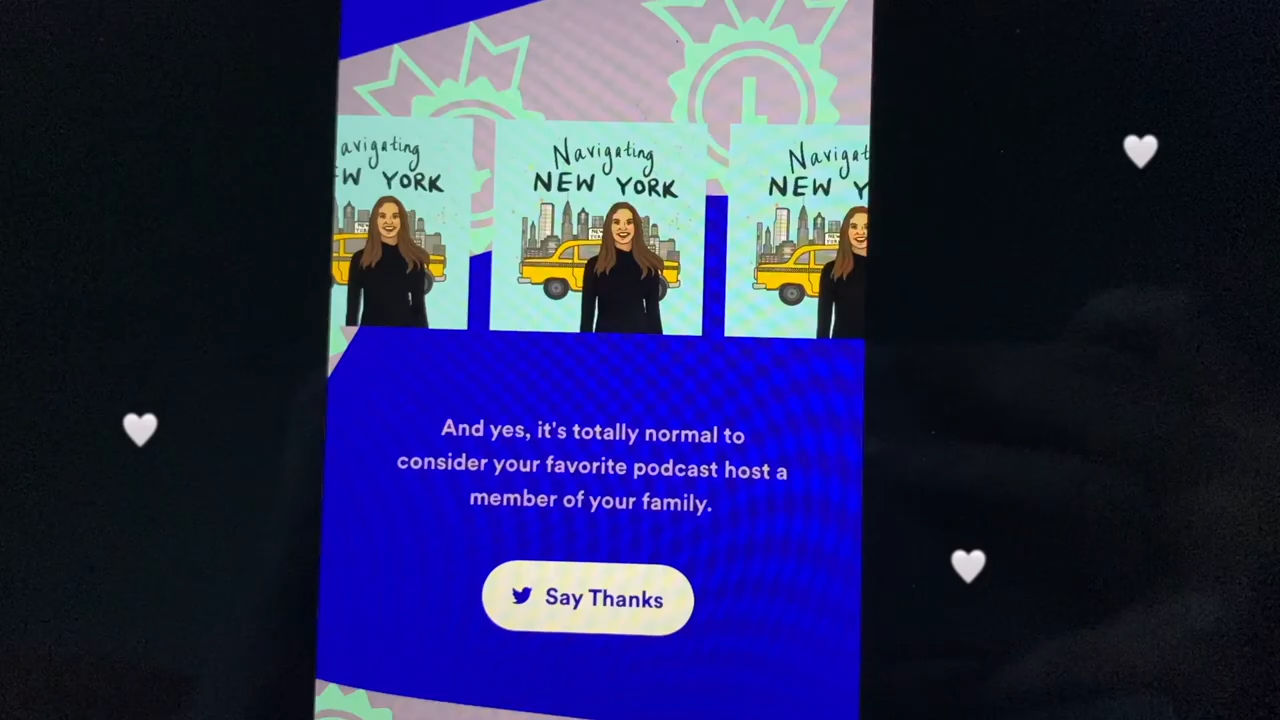 avigating
W YORK
Navigating
NEW YORK
Navigat
NEW Y
L
And yes, it's totally normal to
consider your favorite podcast host a
member of your family.
Say Thanks